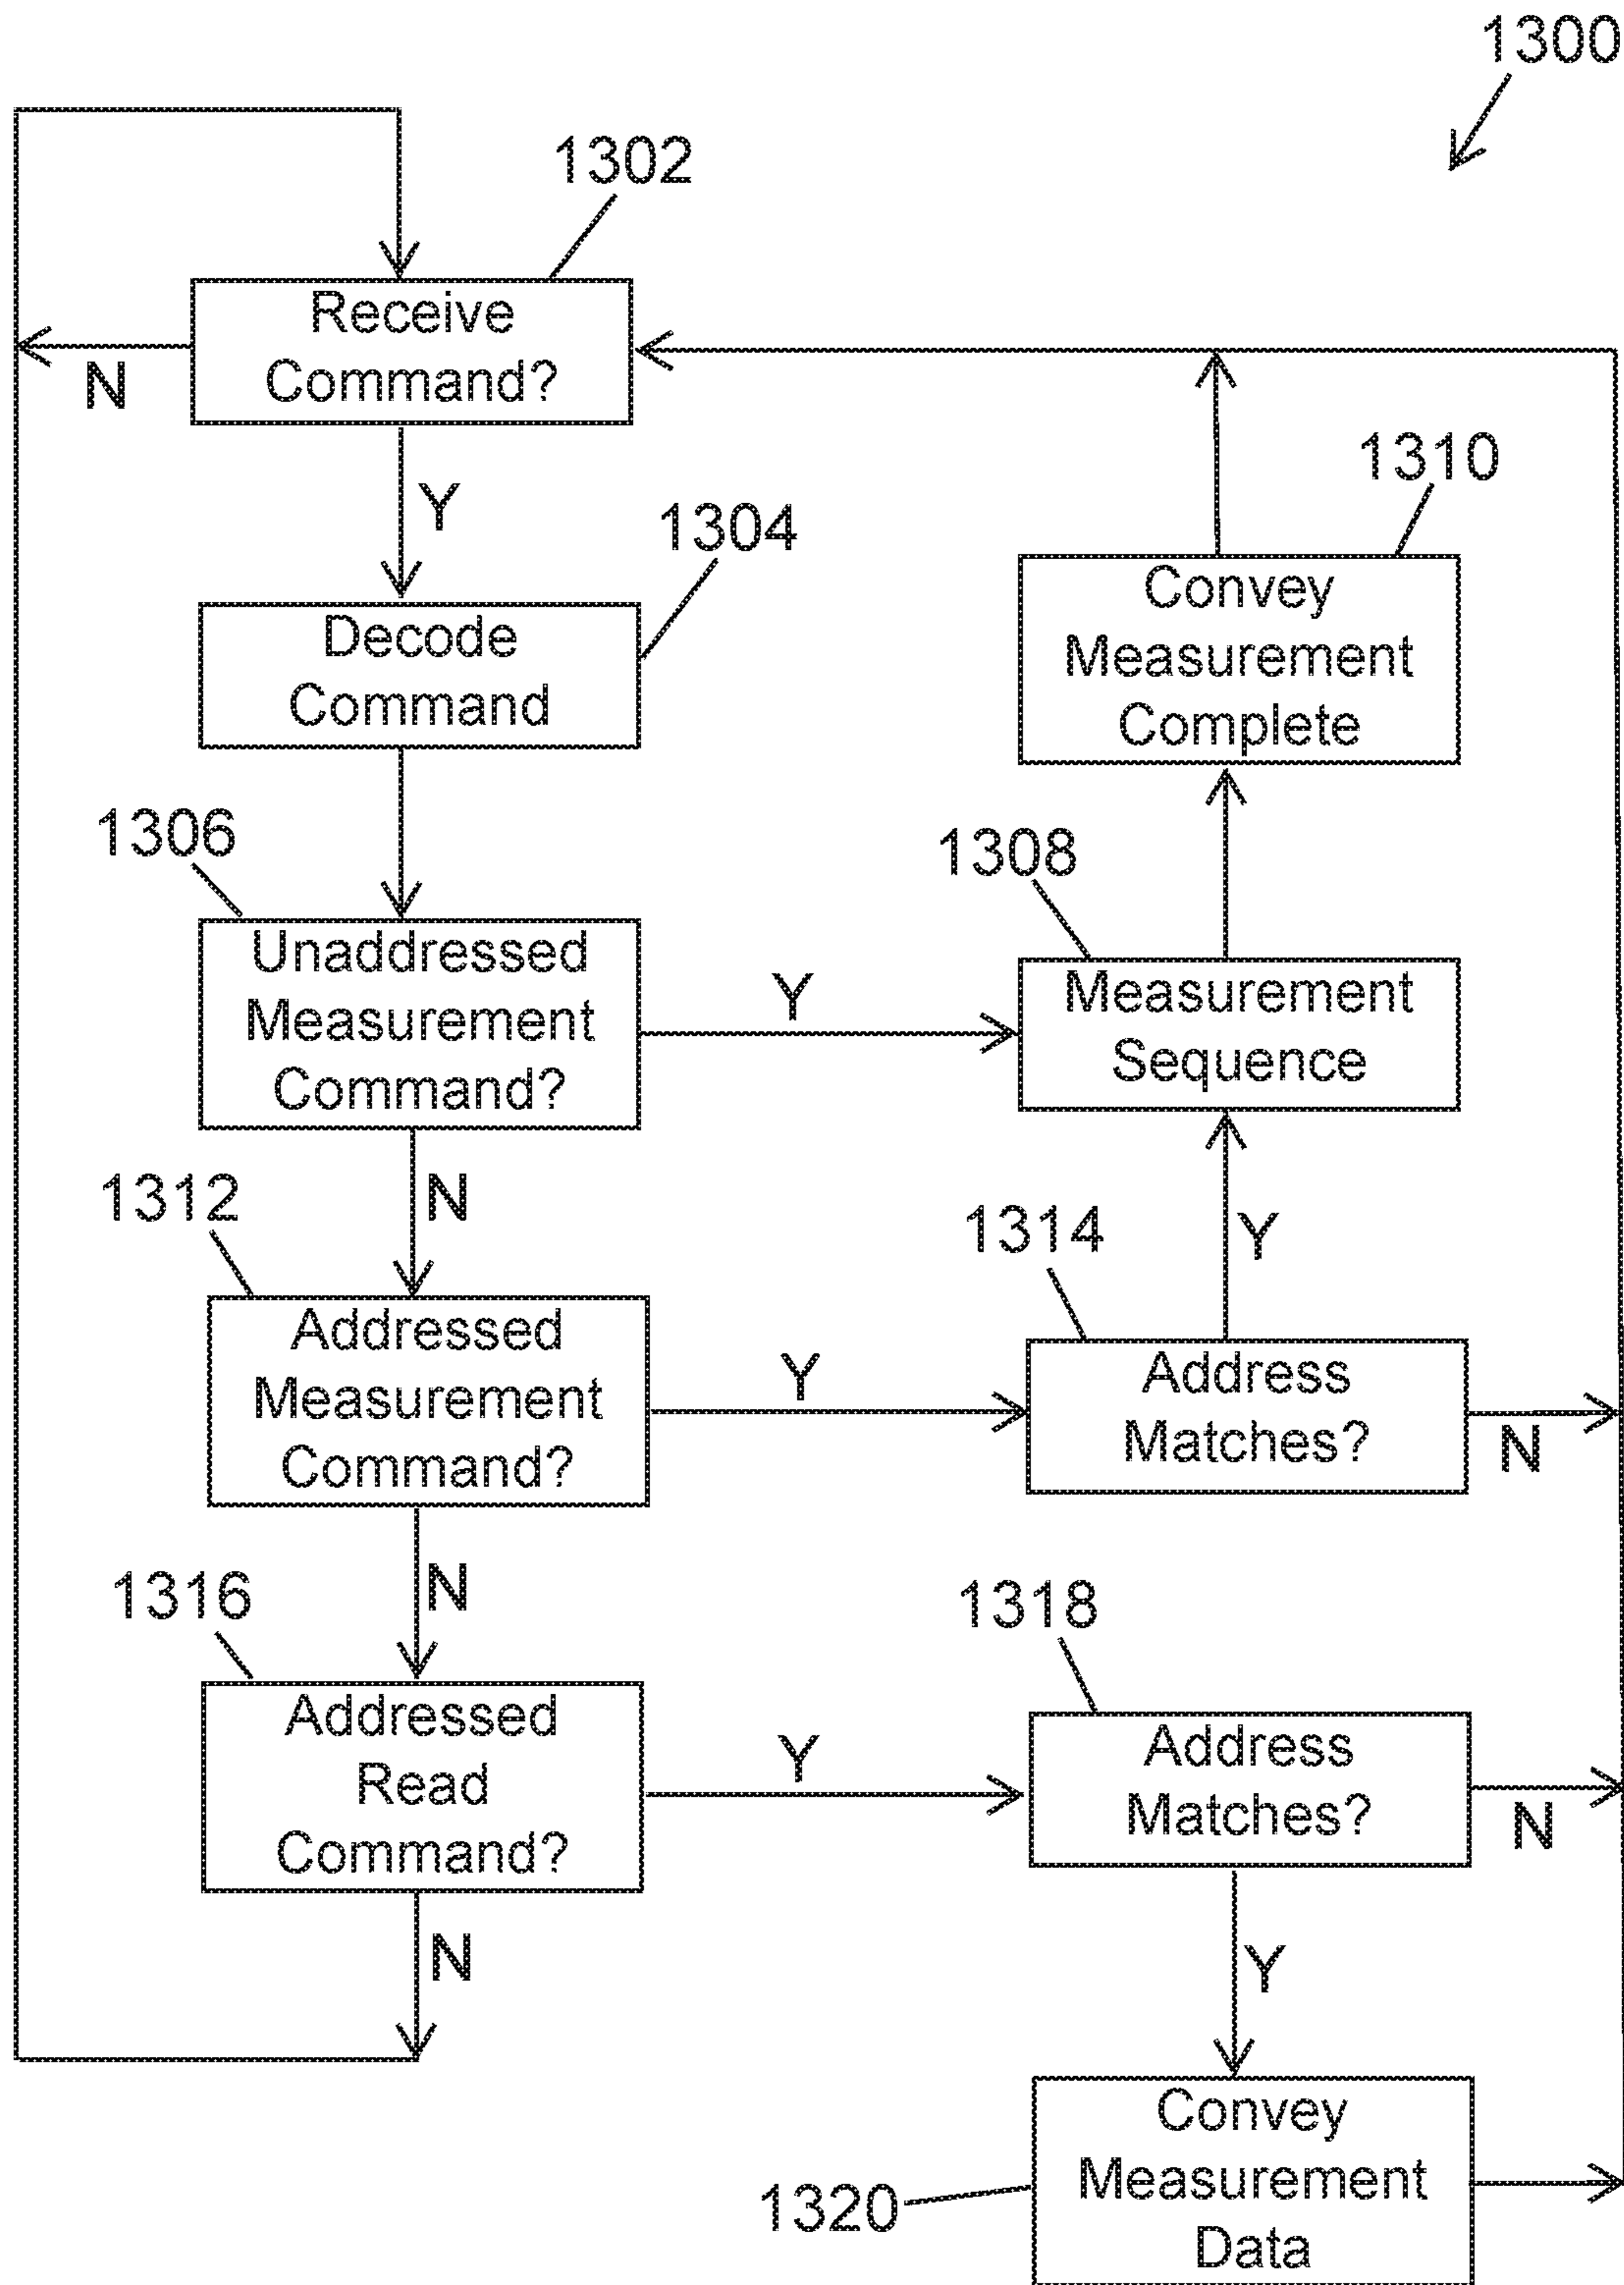 1300
1302
Receive
Command?
N
Y
1304
Decode
Command
1310
Convey
Measurement
Complete
1306
Unaddressed
Measurement
Command?
Y
1308
Measurement
Sequence
N
1312
Addressed
Measurement
Command?
Y
1314
Address
Matches?
Y
N
N
1316
Addressed
Read
Command?
Y
1318
Address
Matches?
N
N
Y
1320
Convey
Measurement
Data